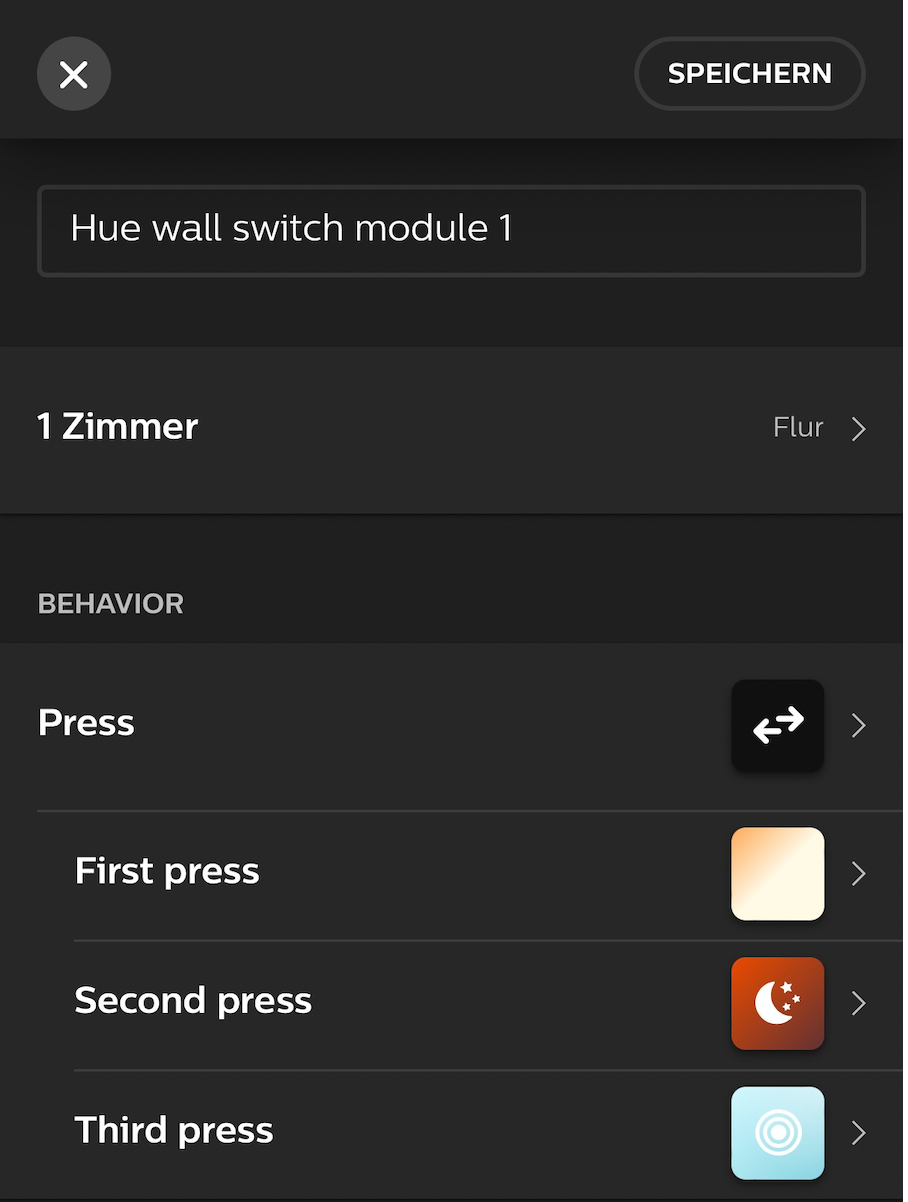 SPEICHERN
Hue wall switch module 1
1 Zimmer Flur
BEHAVIOR
Press
First press
Second press
Third press